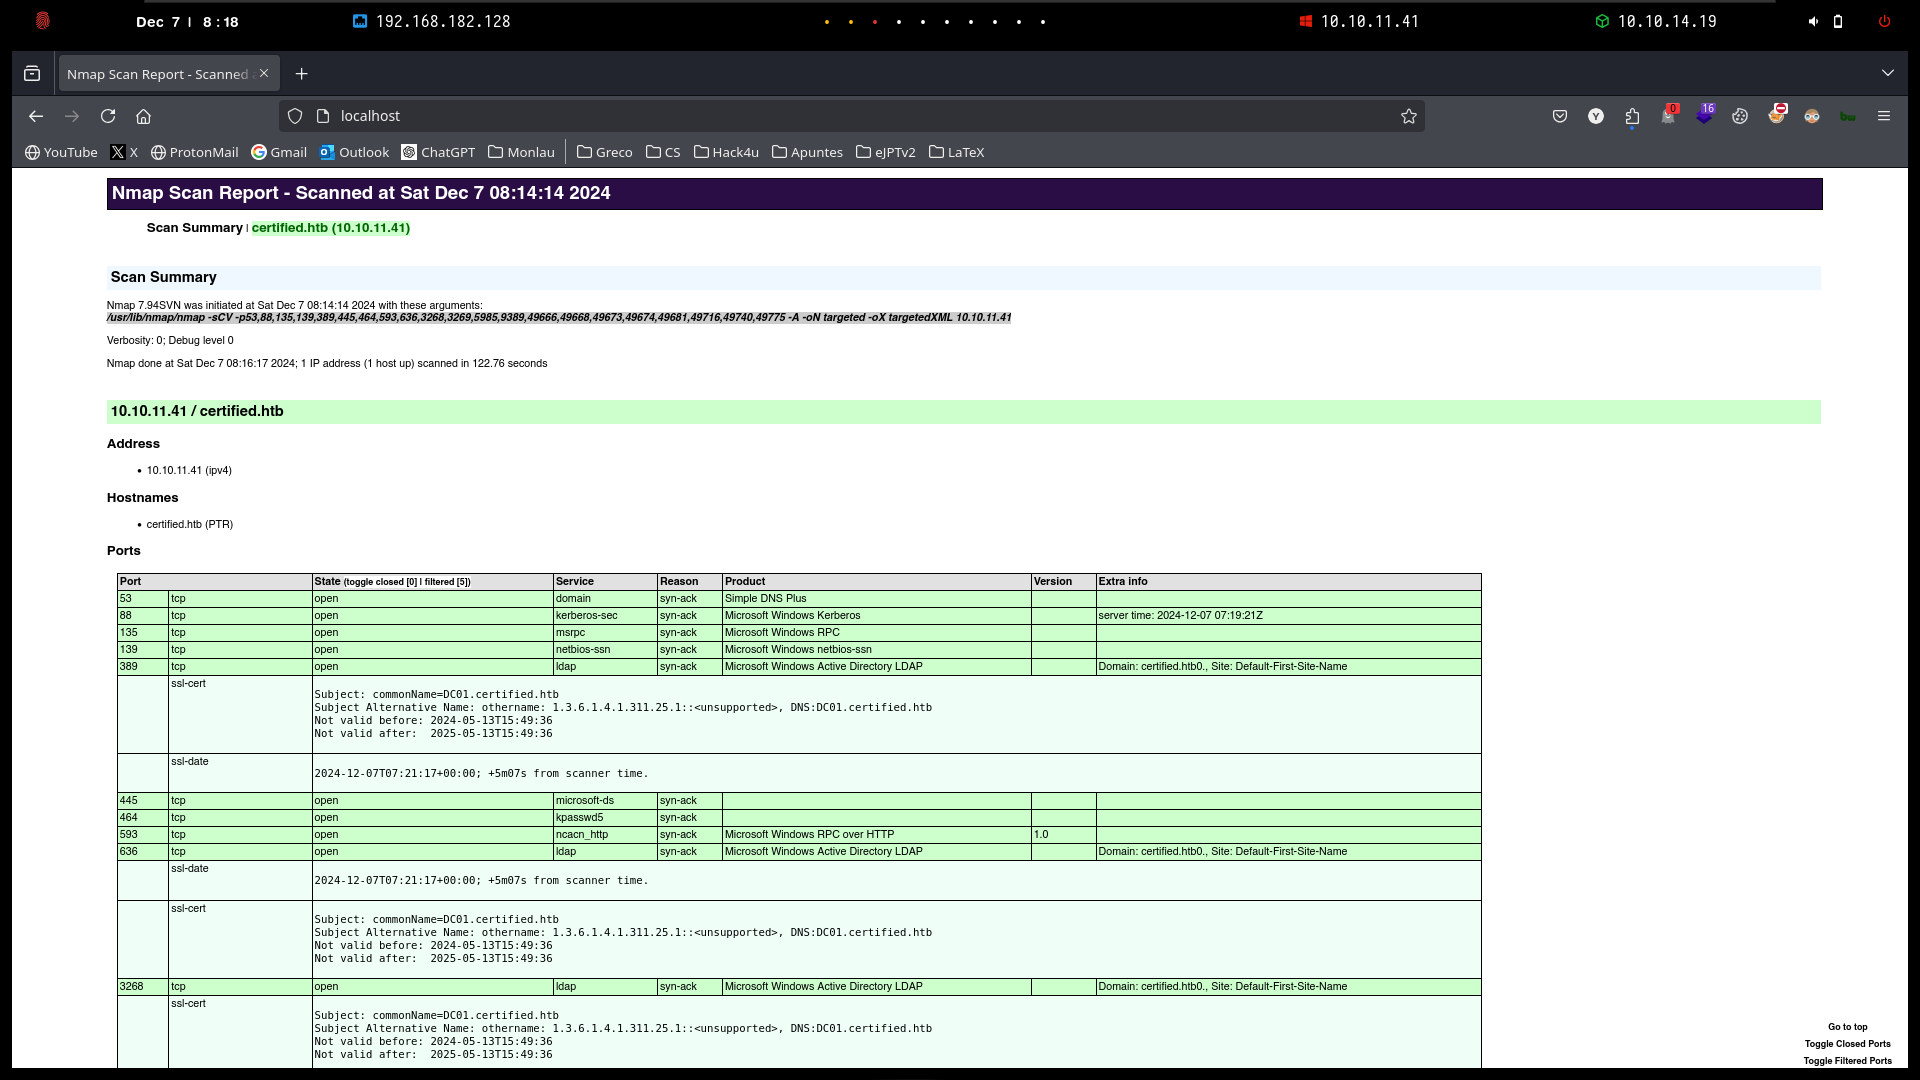 Dec 7 | 8:18 192.168.182.128 10.10.11.41 10.10.14.19
Nmap Scan Report - Scanned
localhost
0 16 Y
YouTube X ProtonMail Gmail Outlook ChatGPT Monlau Greco CS Hack4u Apuntes eJPTv2 LaTeX
Nmap Scan Report - Scanned at Sat Dec 7 08:14:14 2024
Scan Summary | certified.htb (10.10.11.41)
Scan Summary
Nmap 7.94SVN was initiated at Sat Dec 7 08:14:14 2024 with these arguments:
/usr/lib/nmap/nmap -sCV -p53,88,135,139,389,445,464,593,636,3268,3269,5985,9389,49666,49668,49673,49674,49681,49716,49740,49775 -A -oN targeted -oX targetedXML 10.10.11.41
Verbosity: 0; Debug level 0
Nmap done at Sat Dec 7 08:16:17 2024; 1 IP address (1 host up) scanned in 122.76 seconds
10.10.11.41 / certified.htb
Address
• 10.10.11.41 (ipv4)
Hostnames
• certified.htb (PTR)
Ports
Port State (toggle closed [0] | filtered [5]) Service Reason Product Version Extra info
53 tcp open domain syn-ack Simple DNS Plus
88 tcp open kerberos-sec syn-ack Microsoft Windows Kerberos server time: 2024-12-07 07:19:21Z
135 tcp open msrpc syn-ack Microsoft Windows RPC
139 tcp open netbios-ssn syn-ack Microsoft Windows netbios-ssn
389 tcp open ldap syn-ack Microsoft Windows Active Directory LDAP Domain: certified.htb0., Site: Default-First-Site-Name
ssl-cert
Subject: commonName=DC01.certified.htb
Subject Alternative Name: othername: 1.3.6.1.4.1.311.25.1::<unsupported>, DNS:DC01.certified.htb
Not valid before: 2024-05-13T15:49:36
Not valid after:  2025-05-13T15:49:36
ssl-date
2024-12-07T07:21:17+00:00; +5m07s from scanner time.
445 tcp open microsoft-ds syn-ack
464 tcp open kpasswd5 syn-ack
593 tcp open ncacn_http syn-ack Microsoft Windows RPC over HTTP 1.0
636 tcp open ldap syn-ack Microsoft Windows Active Directory LDAP Domain: certified.htb0., Site: Default-First-Site-Name
ssl-date
2024-12-07T07:21:17+00:00; +5m07s from scanner time.
ssl-cert
Subject: commonName=DC01.certified.htb
Subject Alternative Name: othername: 1.3.6.1.4.1.311.25.1::<unsupported>, DNS:DC01.certified.htb
Not valid before: 2024-05-13T15:49:36
Not valid after:  2025-05-13T15:49:36
3268 tcp open ldap syn-ack Microsoft Windows Active Directory LDAP Domain: certified.htb0., Site: Default-First-Site-Name
ssl-cert
Subject: commonName=DC01.certified.htb
Subject Alternative Name: othername: 1.3.6.1.4.1.311.25.1::<unsupported>, DNS:DC01.certified.htb
Not valid before: 2024-05-13T15:49:36
Not valid after:  2025-05-13T15:49:36
Go to top
Toggle Closed Ports
Toggle Filtered Ports